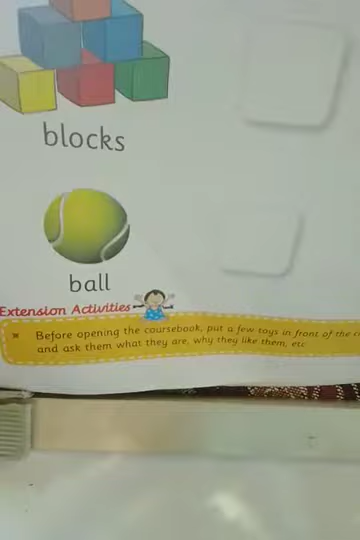 blocks
ball
Extension Activities
Before opening the coursebook, put a few toys in front of the
and ask them what they are, why they like them, etc